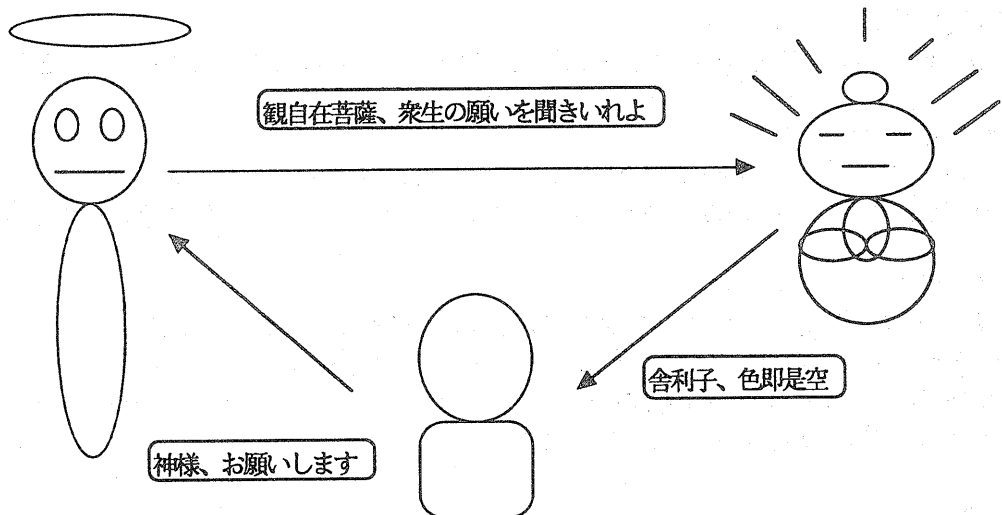 観自在菩薩、衆生の願いを聞きいれよ
舎利子、色即是空
神様、お願いします